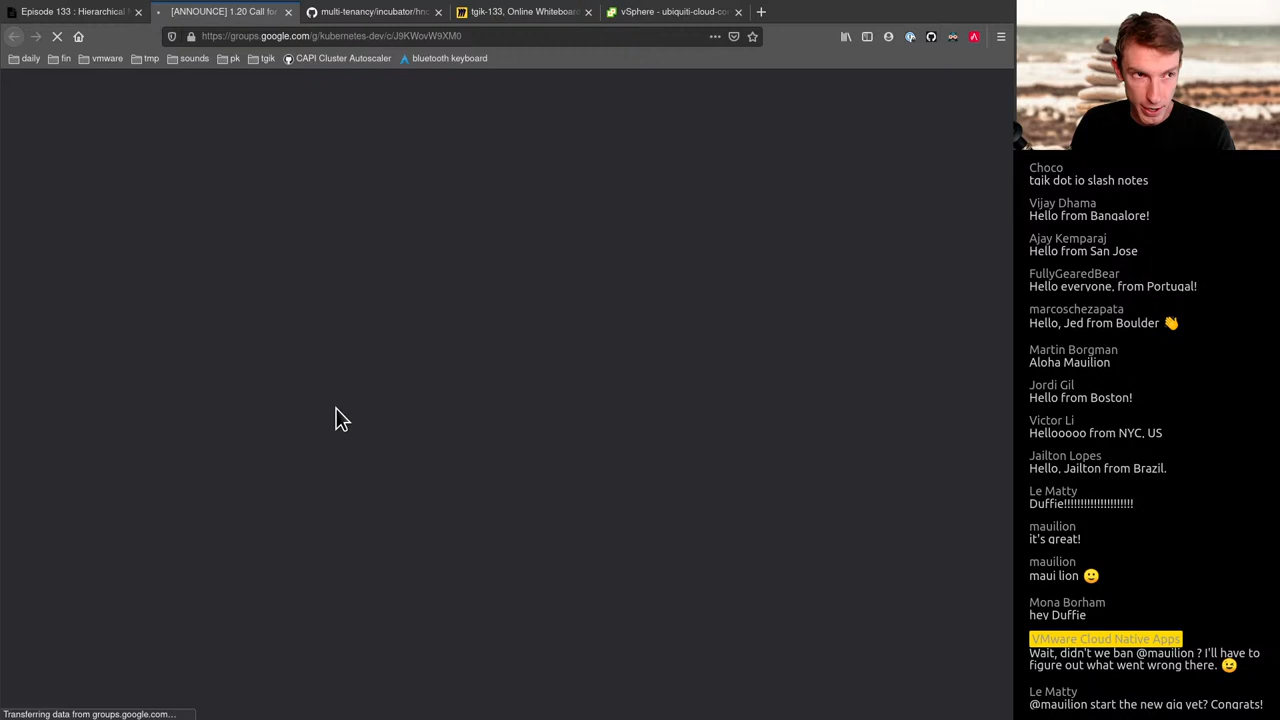 Episode 133 : Hierarchical N
[ANNOUNCE] 1.20 Call for
multi-tenancy/incubator/hnc
tgik-133, Online Whiteboard
vSphere - ubiquiti-cloud-con
https://groups.google.com/g/kubernetes-dev/c/J9KWovW9XM0
daily fin vmware tmp sounds pk tgik CAPI Cluster Autoscaler bluetooth keyboard
Transferring data from groups.google.com...
Choco
tgik dot io slash notes
Vijay Dhama
Hello from Bangalore!
Ajay Kemparaj
Hello from San Jose
FullyGearedBear
Hello everyone, from Portugal!
marcoschezapata
Hello, Jed from Boulder 👏
Martin Borgman
Aloha Mauilion
Jordi Gil
Hello from Boston!
Victor Li
Hellooooo from NYC, US
Jailton Lopes
Hello, Jailton from Brazil.
Le Matty
Duffie!!!!!!!!!!!!!!!!!!!!!
mauilion
it's great!
mauilion
maui lion 🙂
Mona Borham
hey Duffie
VMware Cloud Native Apps
Wait, didn't we ban @mauilion ? I'll have to
figure out what went wrong there. 😉
Le Matty
@mauilion start the new gig yet? Congrats!